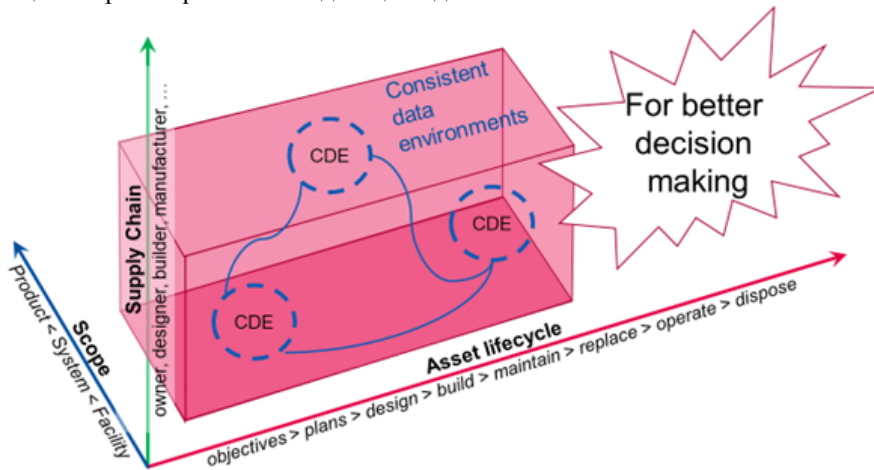 Consistent
data
environments
For better
decision
making
CDE
CDE
CDE
Supply Chain
owner, designer, builder, manufacturer, ...
Scope
Product < System < Facility
Asset lifecycle
objectives > plans > design > build > maintain > replace > operate > dispose